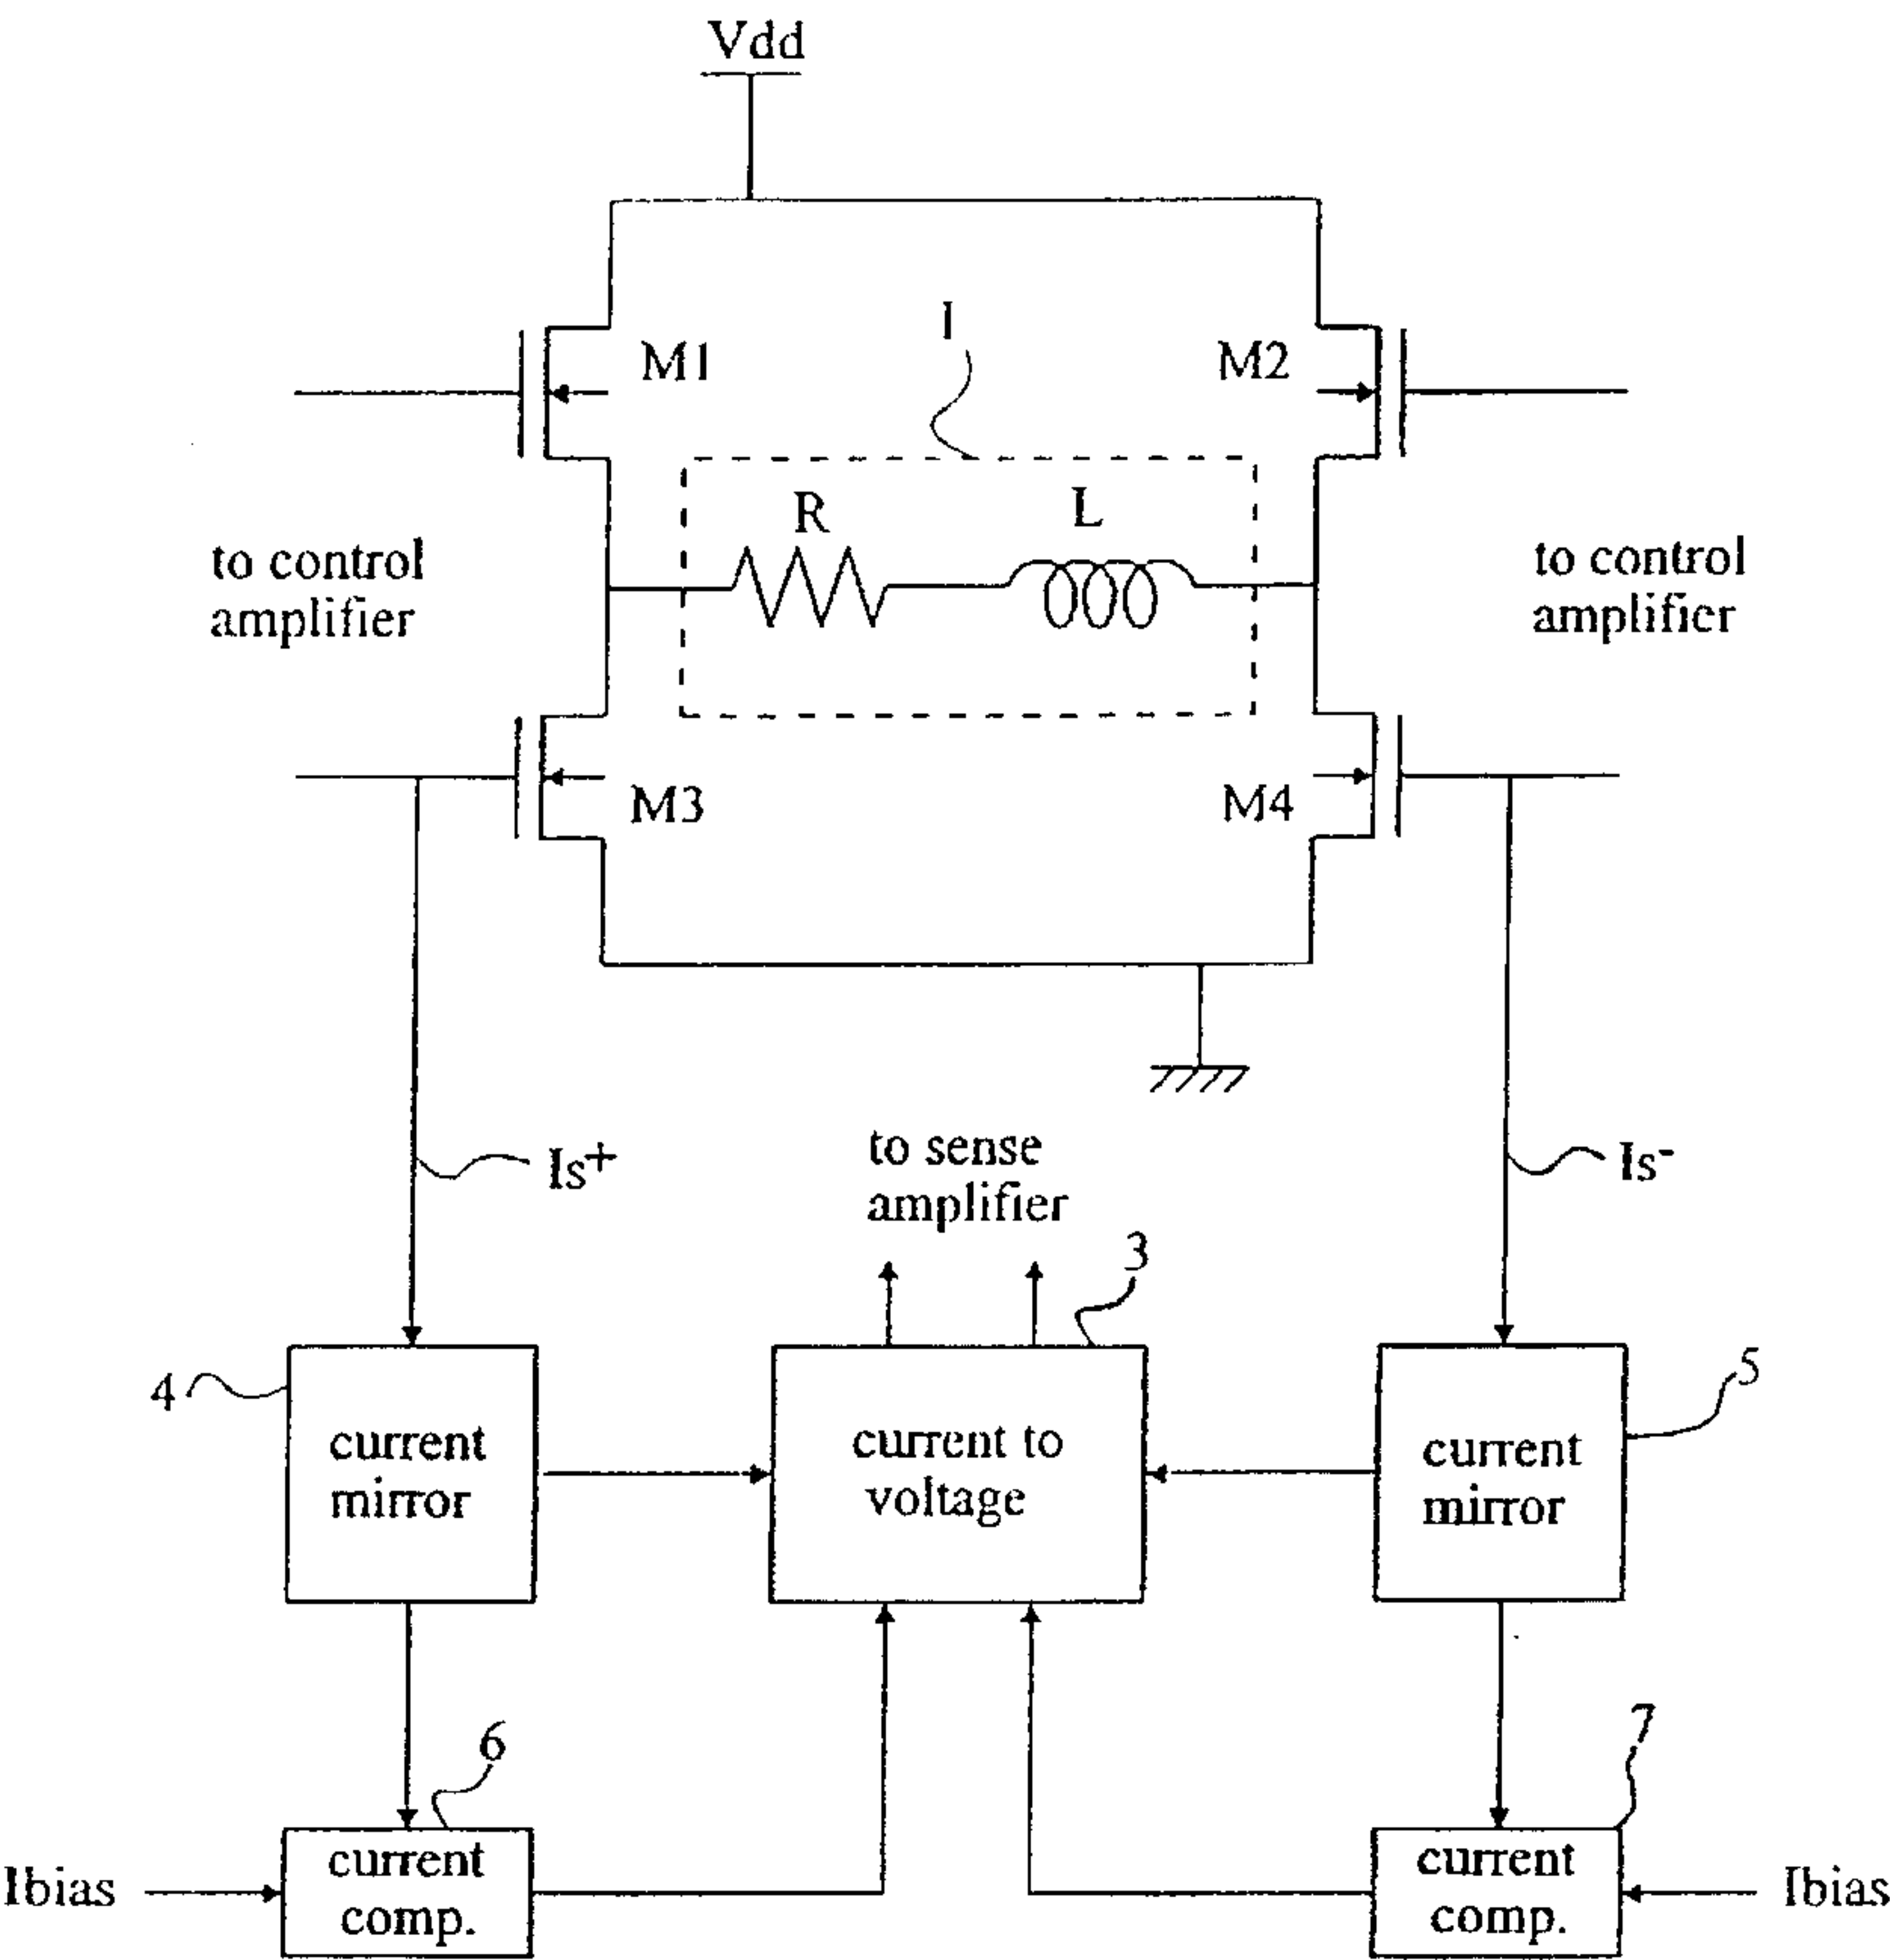 Vdd
I
M1
M2
R
L
to control
amplifier
to control
amplifier
M3
M4
Is+
to sense
amplifier
Is-
3
4
5
current
mirror
current to
voltage
current
mirror
6
7
Ibias
current
comp.
current
comp.
Ibias